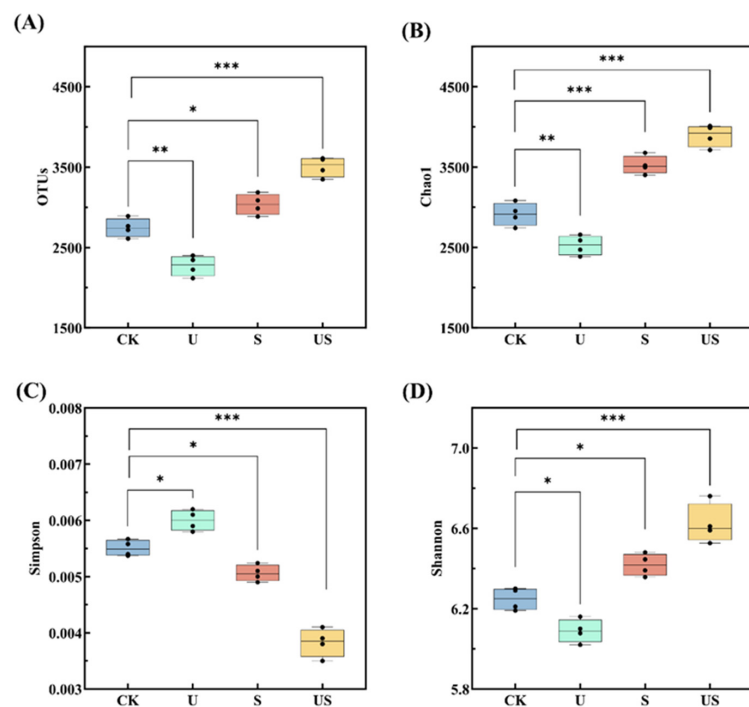 (A)
OTUs
4500
3500
2500
1500
***
*
**
CK U S US
(B)
Chao1
4500
3500
2500
1500
***
***
**
CK U S US
(C)
Simpson
0.008
0.007
0.006
0.005
0.004
0.003
***
*
*
CK U S US
(D)
Shannon
7.0
6.6
6.2
5.8
***
*
*
CK U S US